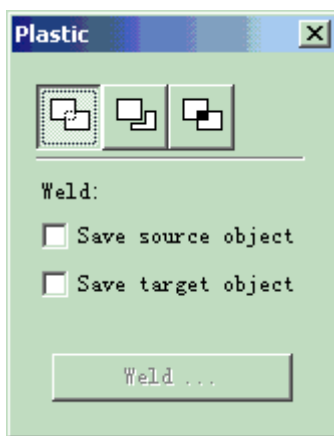 Plastic
Weld:
Save source object
Save target object
Weld ...